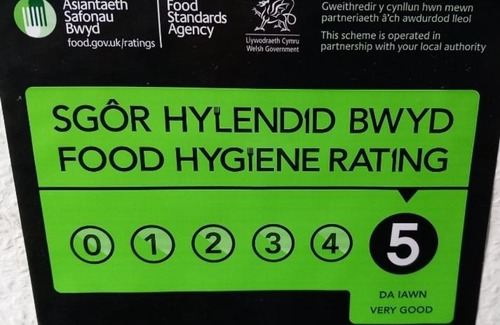 Asiantaeth
Safonau
Bwyd
food.gov.uk/ratings
Food
Standards
Agency
Llywodraeth Cymru
Welsh Government
Gweithredir y cynllun hwn mewn
partneriaeth â'ch awdurdod lleol
This scheme is operated in
partnership with your local authority
SGÔR HYLENDID BWYD
FOOD HYGIENE RATING
0 1 2 3 4 5
DA IAWN
VERY GOOD